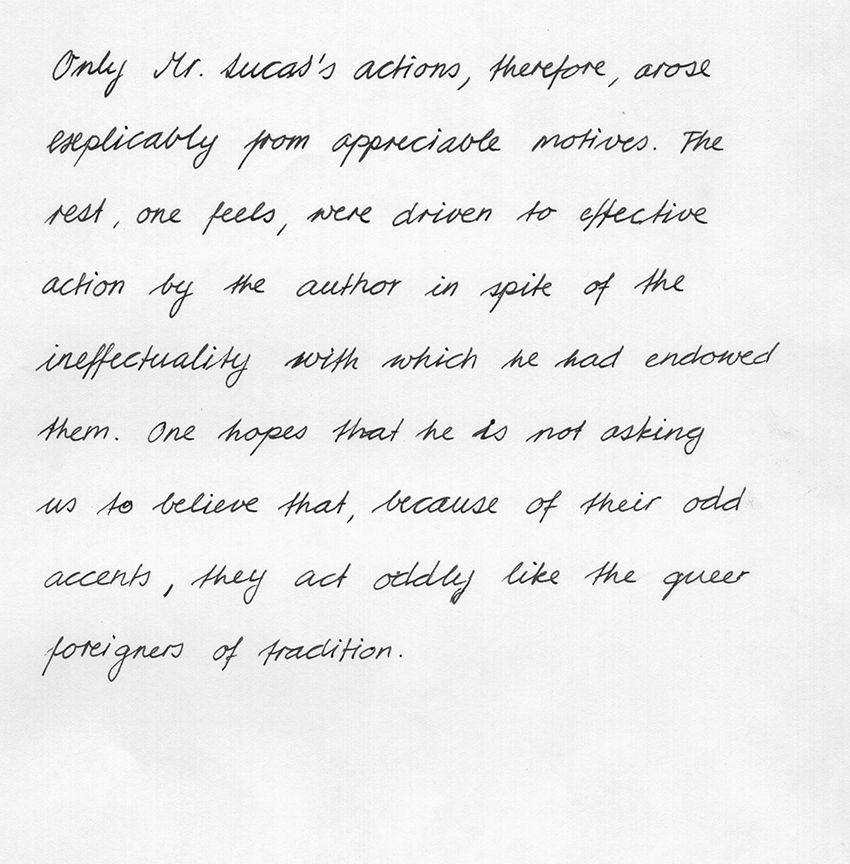 Only Mr. Lucas's actions, therefore, arose
explicably from appreciable motives. The
rest, one feels, were driven to effective
action by the author in spite of the
ineffectuality with which he had endowed
them. One hopes that he is not asking
us to believe that, because of their odd
accents, they act oddly like the queer
foreigners of tradition.